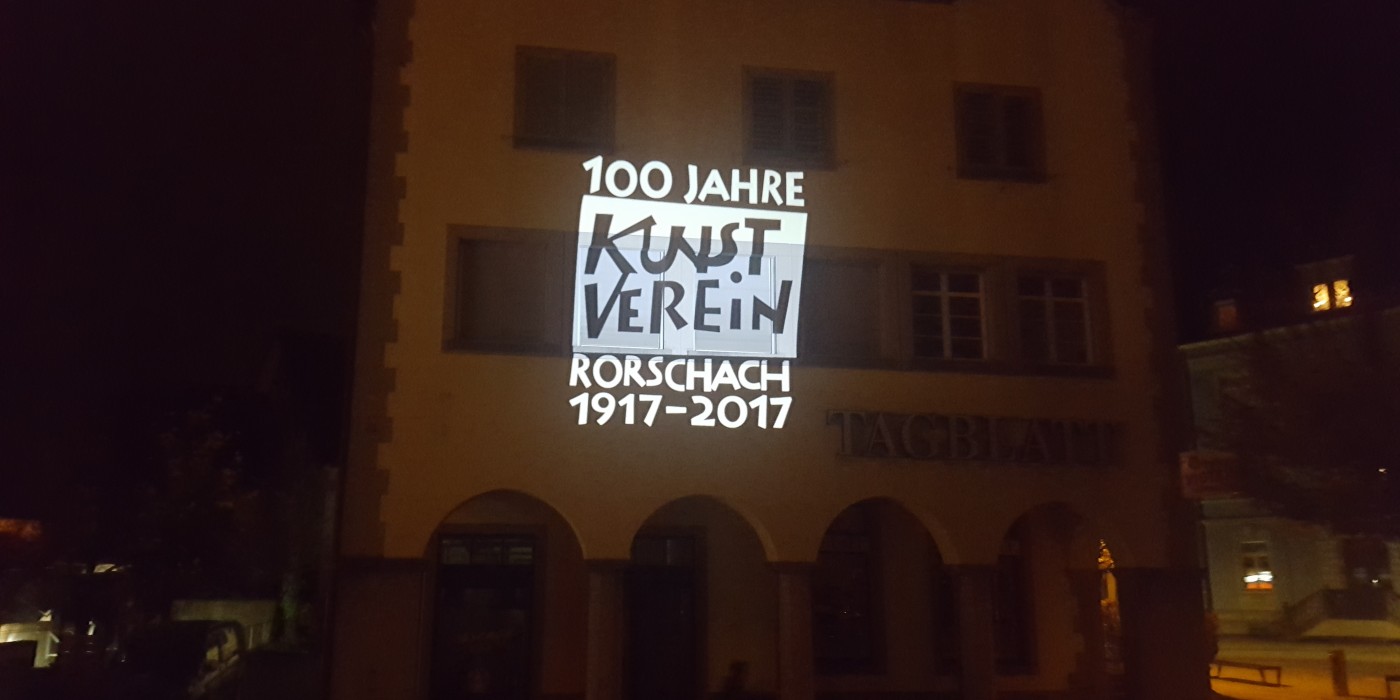 100 JAHRE
KUNST
VEREiN
RORSCHACH
1917-2017
TAGBLATT